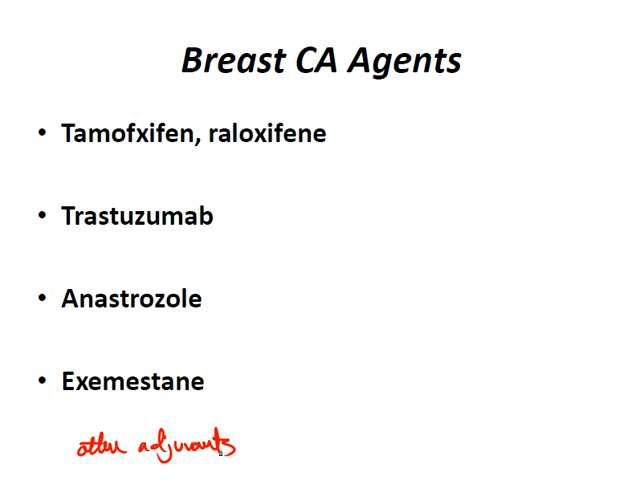 Breast CA Agents
• Tamofxifen, raloxifene
• Trastuzumab
• Anastrozole
• Exemestane
other adjuvants